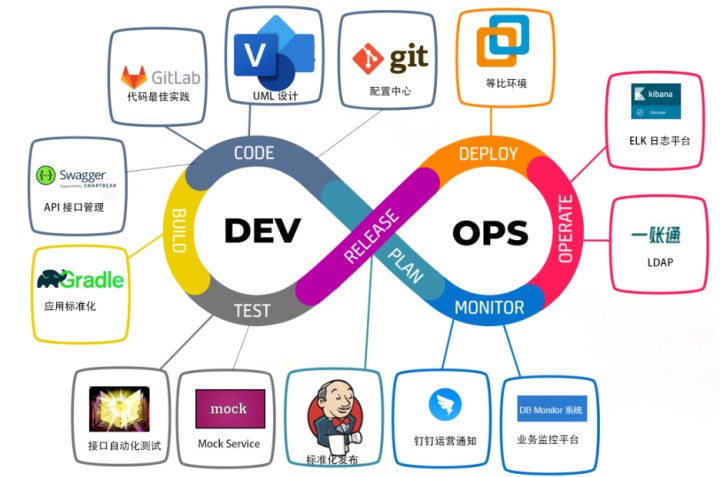 GitLab
代码最佳实践
V
UML 设计
git
配置中心
等比环境
kibana
Discover
ELK 日志平台
Swagger
Supported by SMARTBEAR
API 接口管理
CODE
DEPLOY
BUILD
DEV
RELEASE
PLAN
OPS
OPERATE
TEST
MONITOR
一账通
LDAP
Gradle
应用标准化
接口自动化测试
mock
Mock Service
标准化发布
钉钉运营通知
DB Monitor 系统
业务监控平台